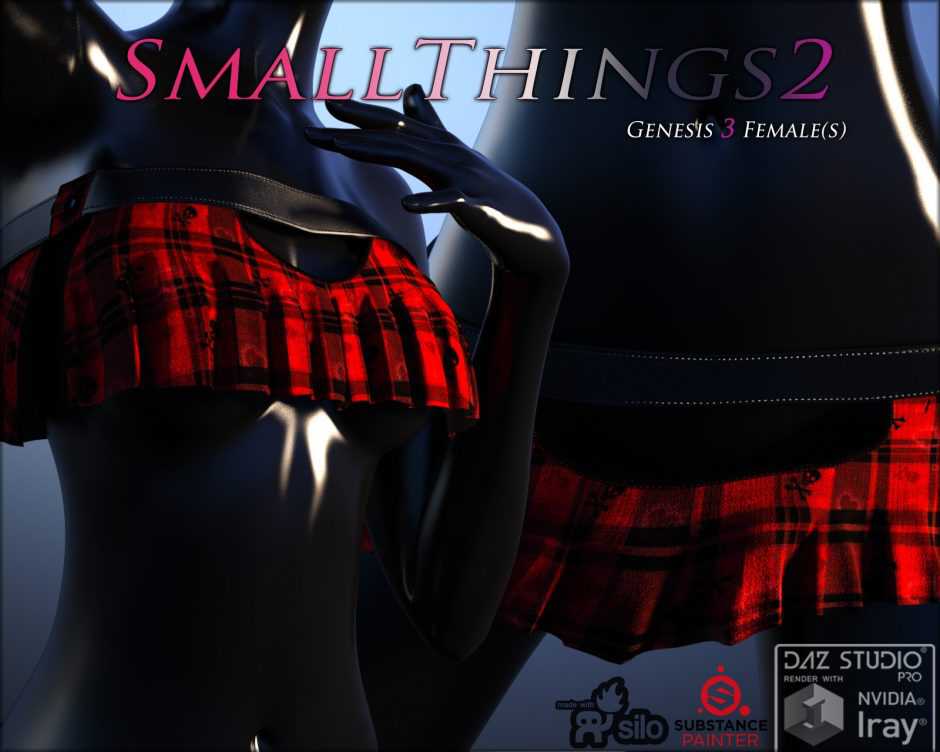 SMALLTHINGS2
GENESIS 3 FEMALE(S)
made with
silo
SUBSTANCE
PAINTER
DAZ STUDIO®
PRO
RENDER WITH
NVIDIA®
Iray®